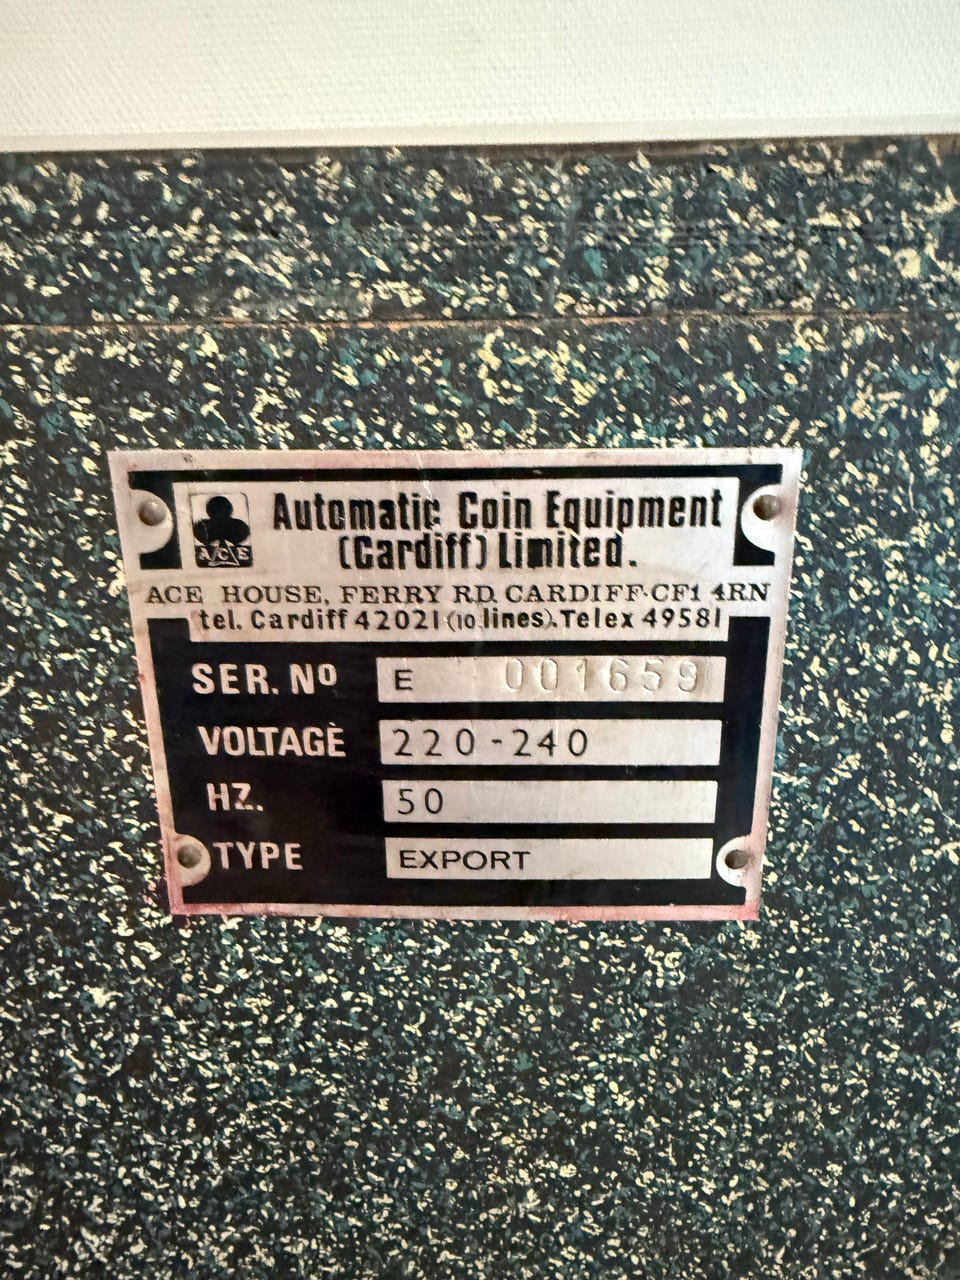 ACE
Automatic Coin Equipment
(Cardiff) Limited.
ACE HOUSE, FERRY RD. CARDIFF·CF1 4RN
tel. Cardiff 42021 (10 lines). Telex 49581
SER. Nº E 001659
VOLTAGE 220-240
HZ. 50
TYPE EXPORT